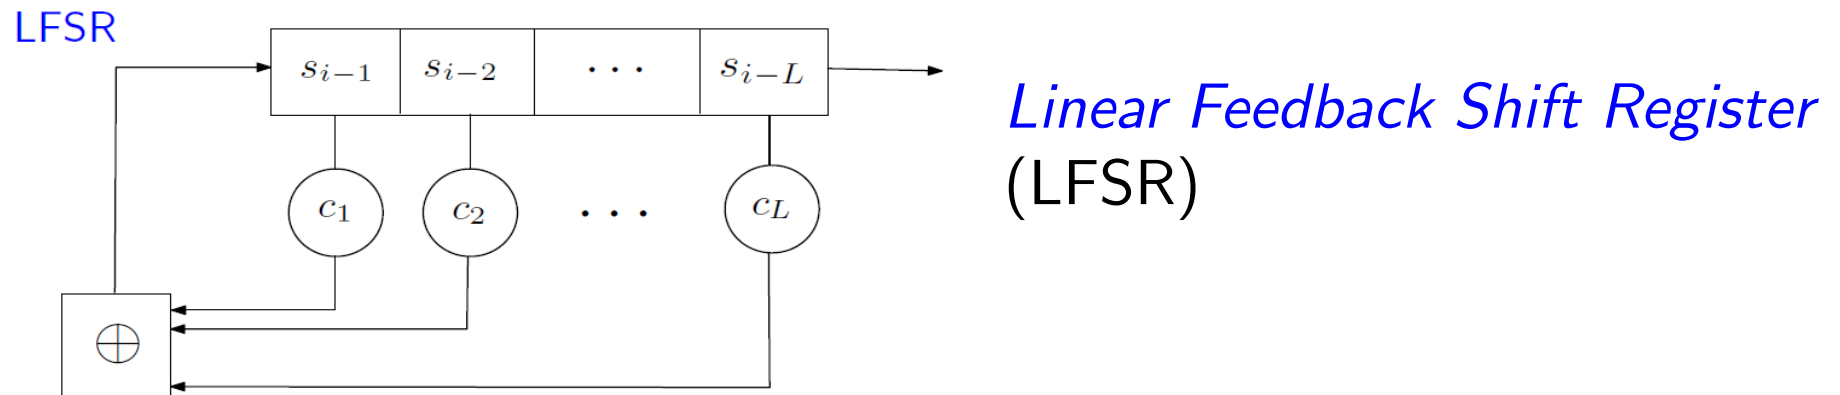 LFSR
s_{i-1} s_{i-2} ⋯ s_{i-L}
c_1 c_2 ⋯ c_L
⊕
Linear Feedback Shift Register
(LFSR)